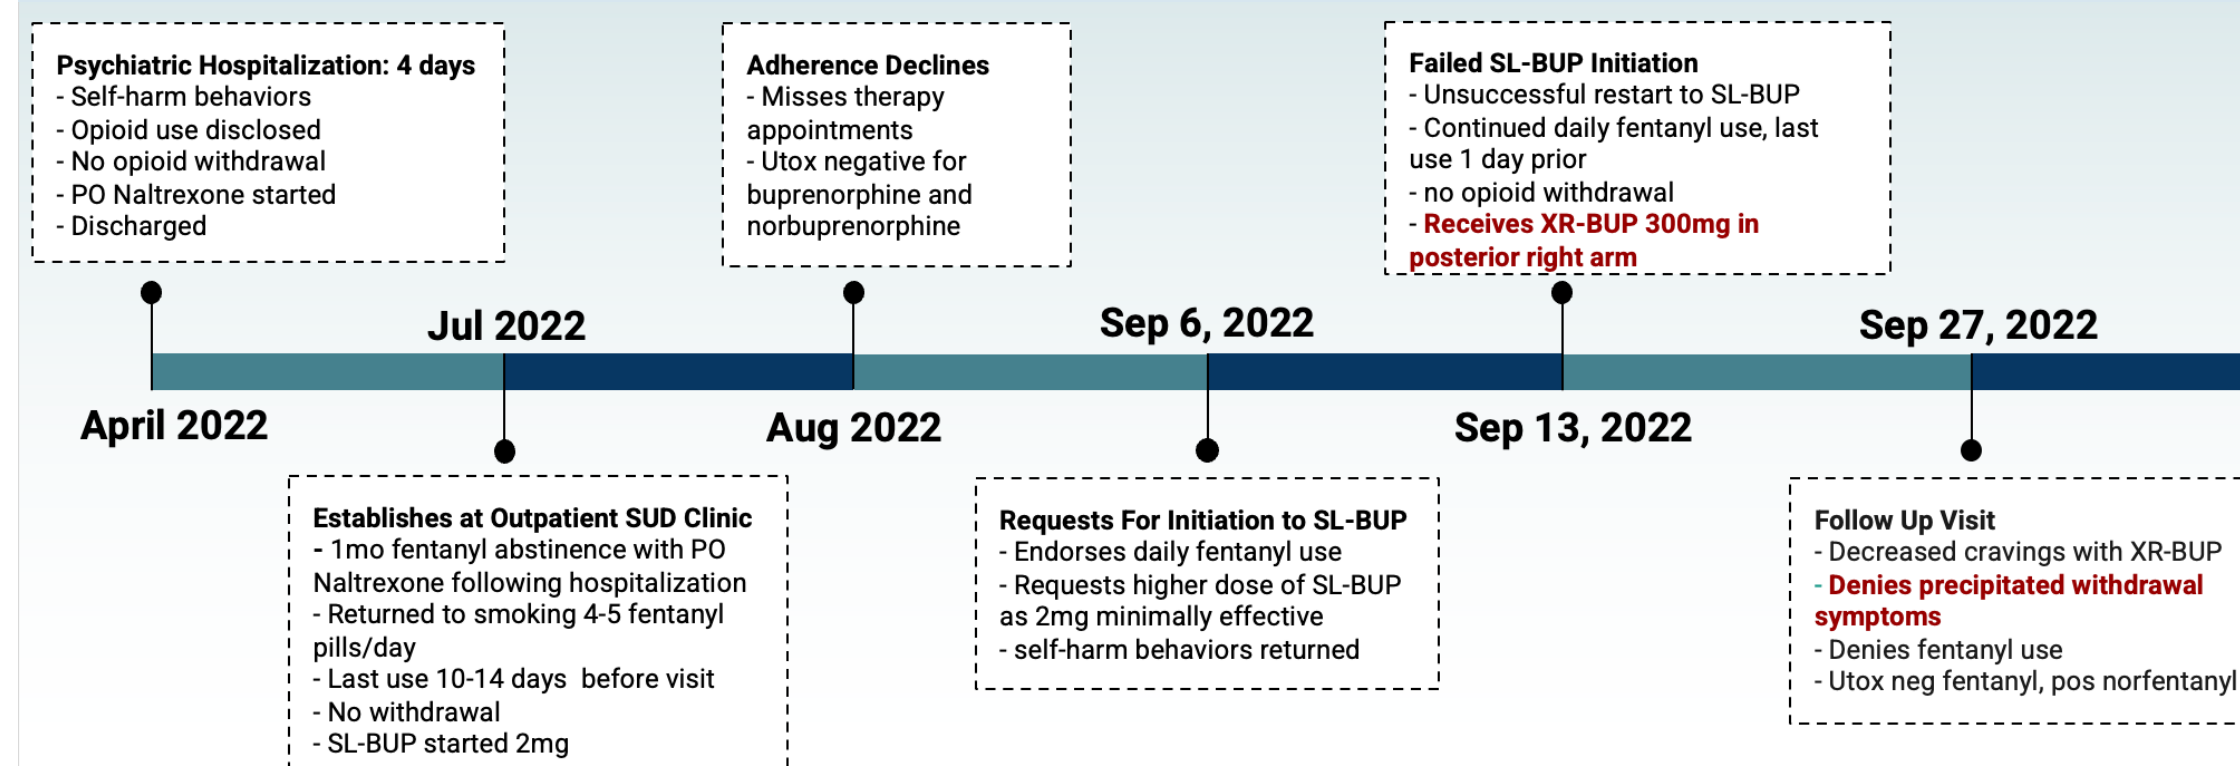 Psychiatric Hospitalization: 4 days
- Self-harm behaviors
- Opioid use disclosed
- No opioid withdrawal
- PO Naltrexone started
- Discharged
Adherence Declines
- Misses therapy
appointments
- Utox negative for
buprenorphine and
norbuprenorphine
Failed SL-BUP Initiation
- Unsuccessful restart to SL-BUP
- Continued daily fentanyl use, last
use 1 day prior
- no opioid withdrawal
- Receives XR-BUP 300mg in
posterior right arm
Jul 2022
Sep 6, 2022
Sep 27, 2022
April 2022
Aug 2022
Sep 13, 2022
Establishes at Outpatient SUD Clinic
- 1mo fentanyl abstinence with PO
Naltrexone following hospitalization
- Returned to smoking 4-5 fentanyl
pills/day
- Last use 10-14 days  before visit
- No withdrawal
- SL-BUP started 2mg
Requests For Initiation to SL-BUP
- Endorses daily fentanyl use
- Requests higher dose of SL-BUP
as 2mg minimally effective
- self-harm behaviors returned
Follow Up Visit
- Decreased cravings with XR-BUP
- Denies precipitated withdrawal
symptoms
- Denies fentanyl use
- Utox neg fentanyl, pos norfentanyl